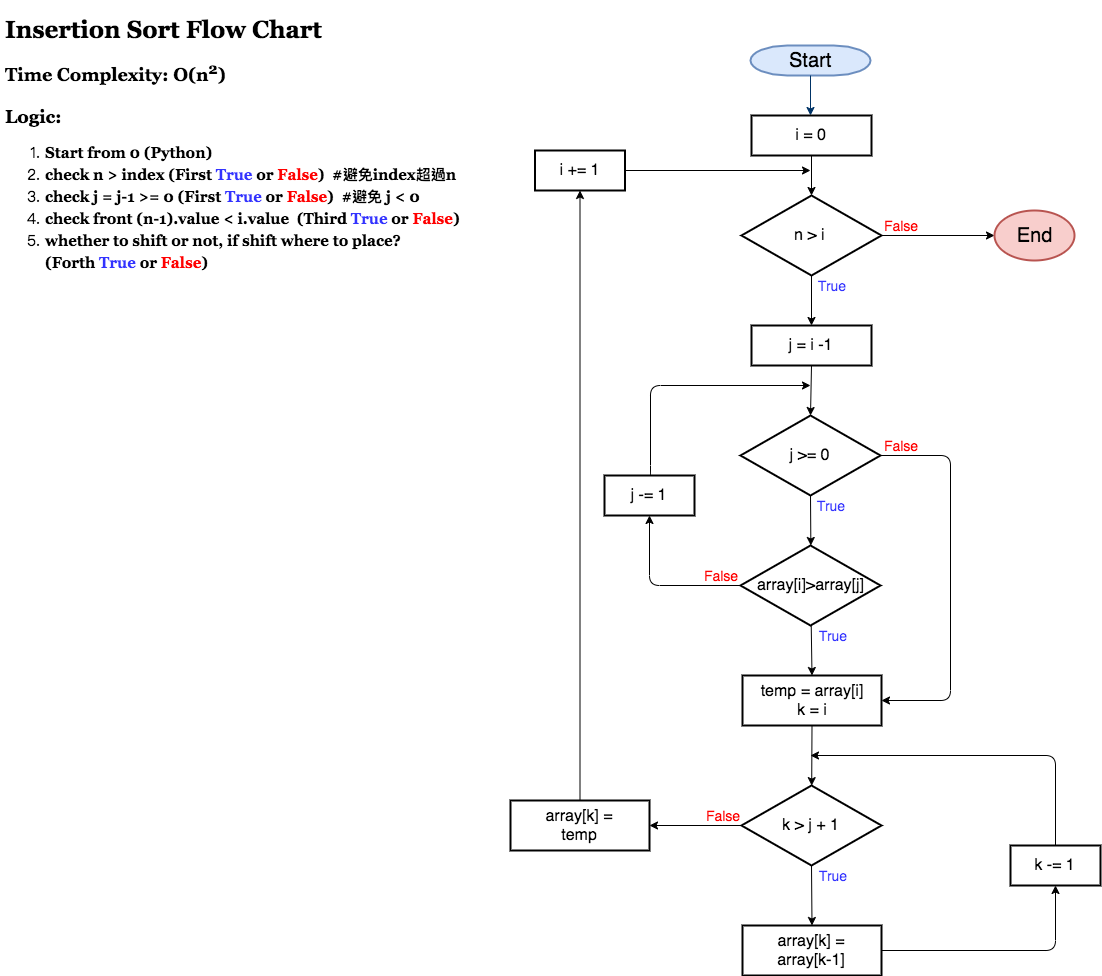 Insertion Sort Flow Chart
Time Complexity: O(n²)
Logic:
1. Start from 0 (Python)
2. check n > index (First True or False) #避免index超過n
3. check j = j-1 >= 0 (First True or False) #避免 j < 0
4. check front (n-1).value < i.value (Third True or False)
5. whether to shift or not, if shift where to place?
(Forth True or False)
Start
i = 0
i += 1
n > i
False
End
True
j = i -1
j >= 0
False
j -= 1
True
False
array[i]>array[j]
True
temp = array[i]
k = i
array[k] =
temp
False
k > j + 1
k -= 1
True
array[k] =
array[k-1]